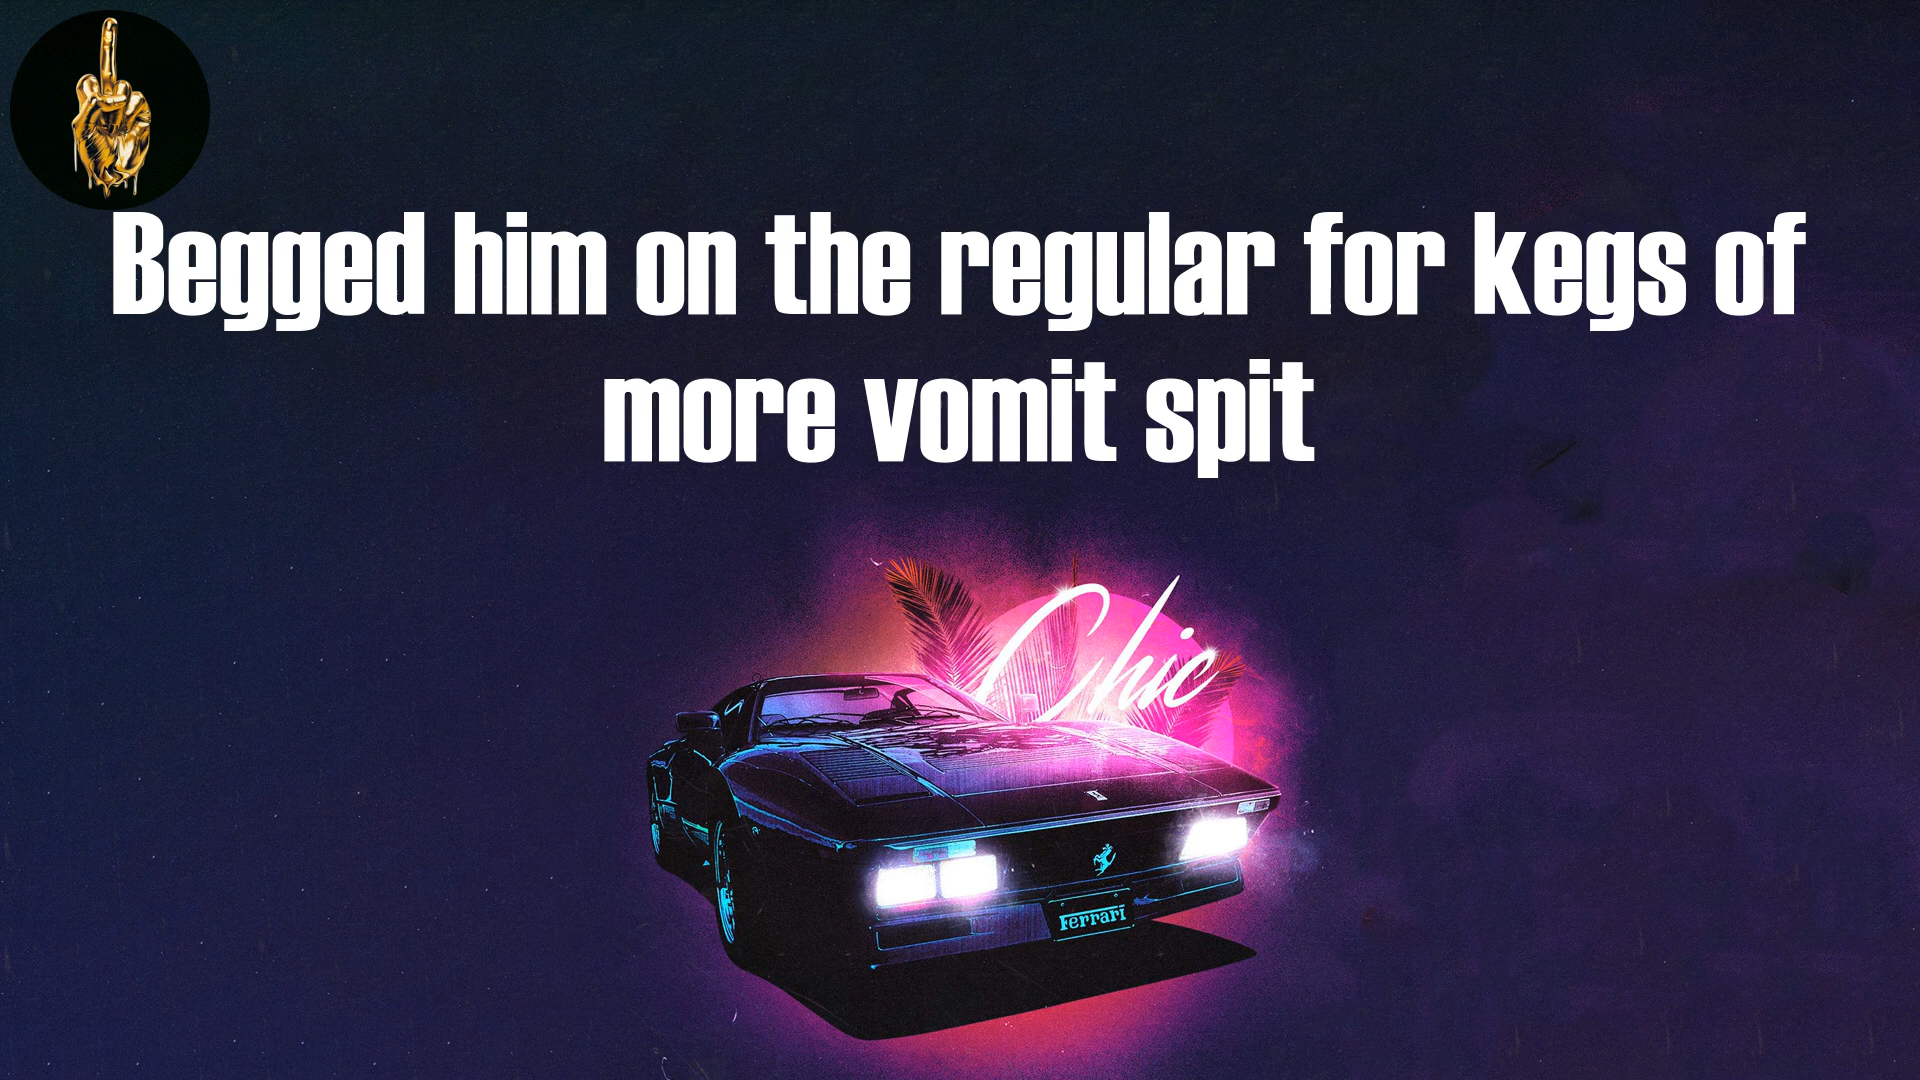 Begged him on the regular for kegs of
more vomit spit
Chic
Ferrari